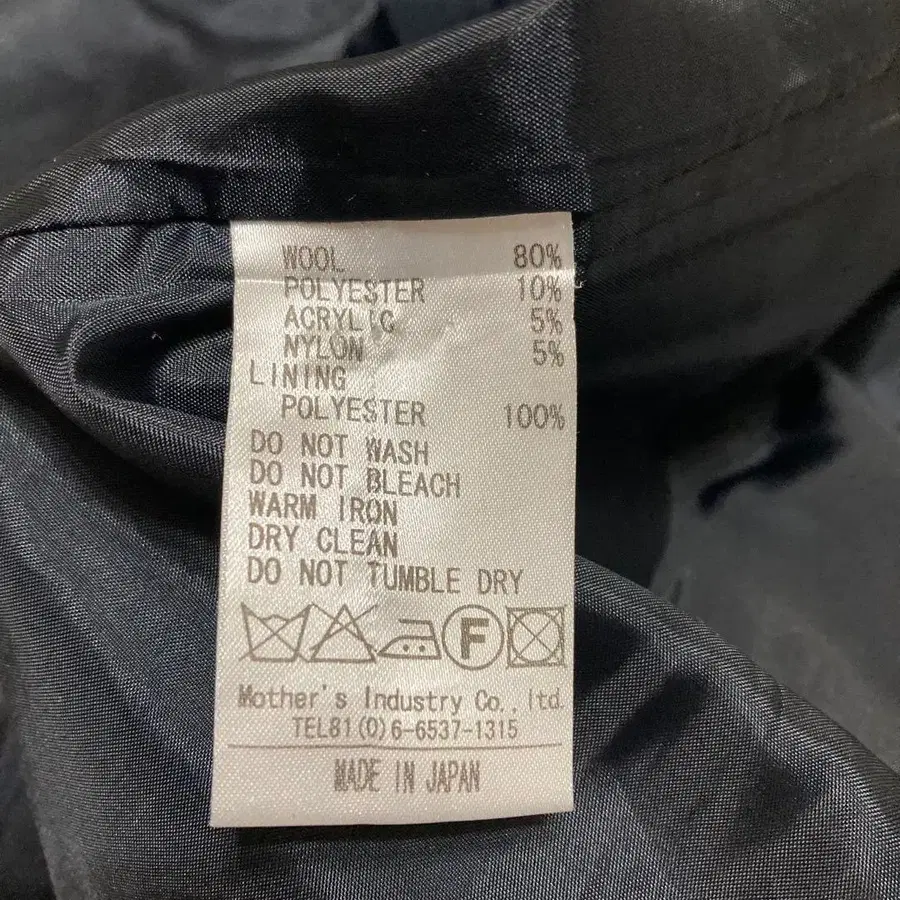 WOOL 80%
POLYESTER 10%
ACRYLIC 5%
NYLON 5%
LINING
POLYESTER 100%
DO NOT WASH
DO NOT BLEACH
WARM IRON
DRY CLEAN
DO NOT TUMBLE DRY
F
Mother's Industry Co., ltd.
TEL81(0)6-6537-1315
MADE IN JAPAN